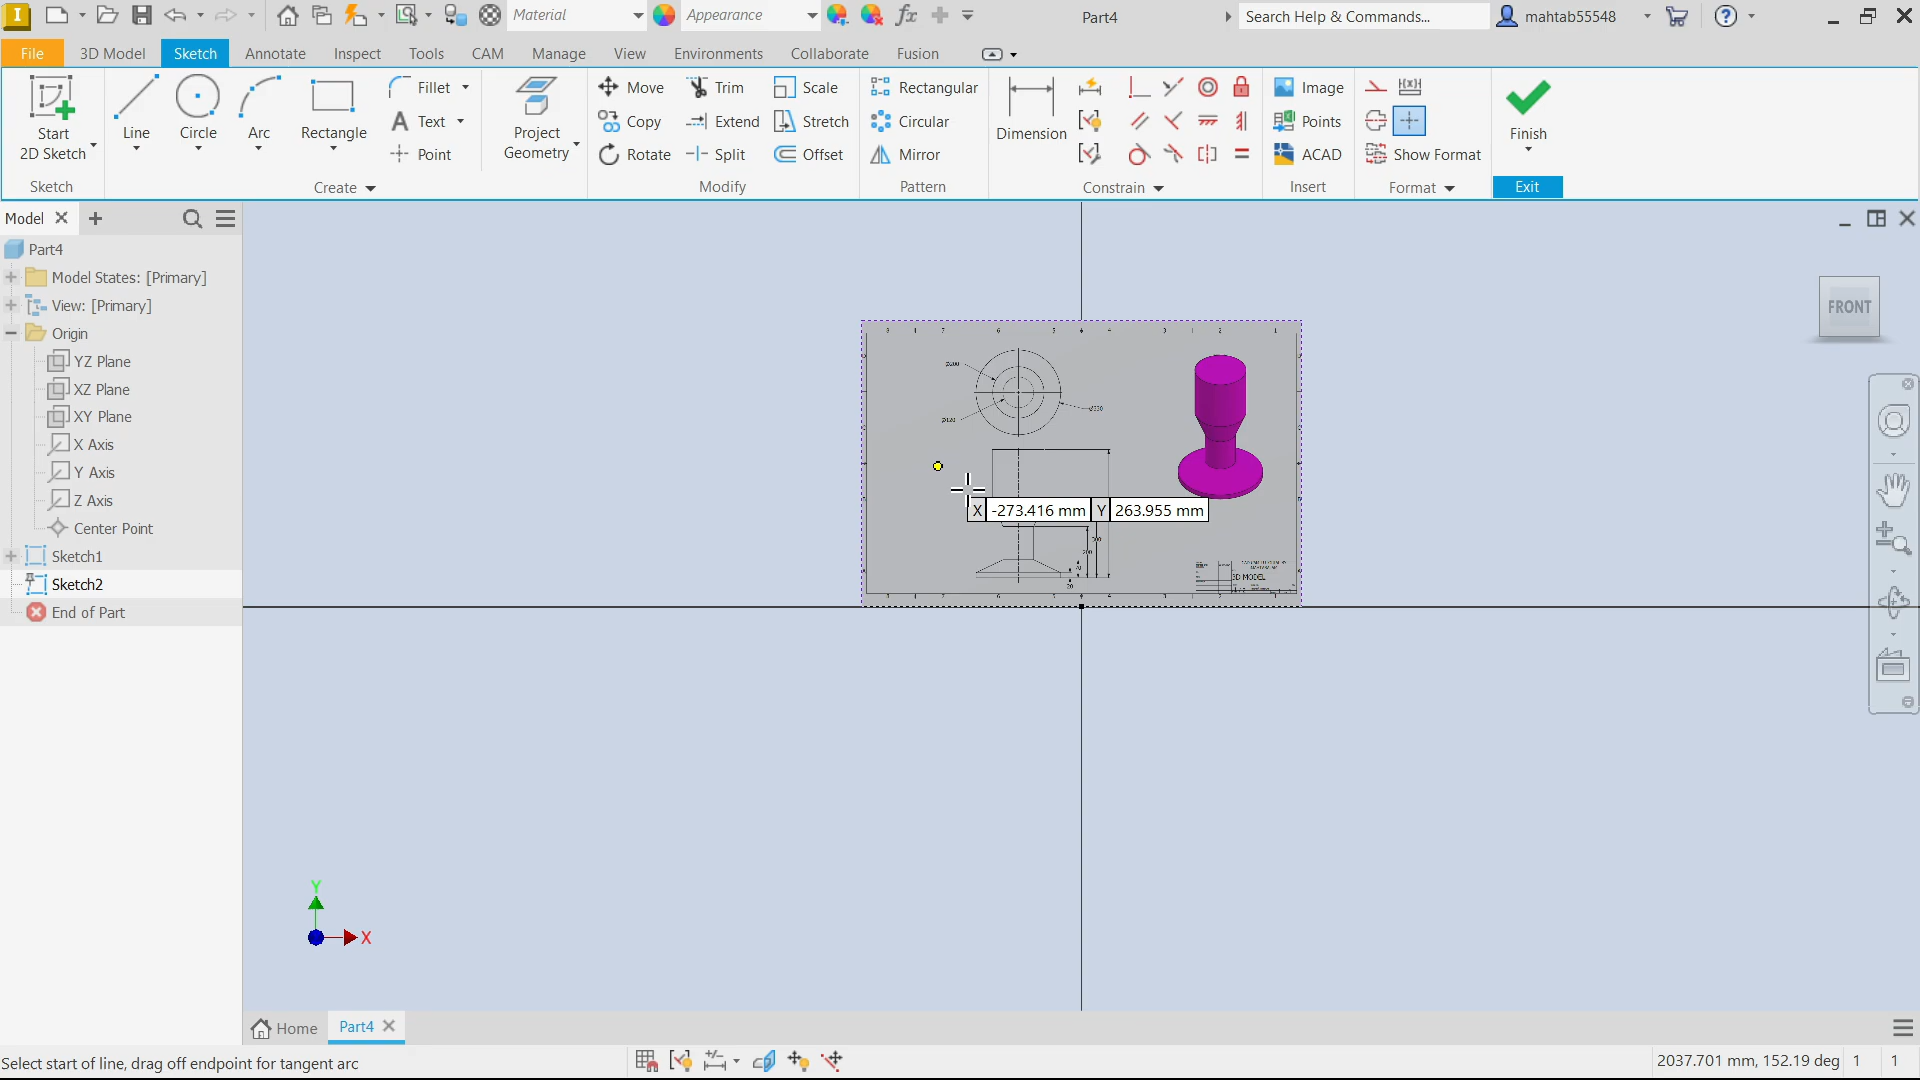 Material
Appearance
Part4
Search Help & Commands...
mahtab55548
File
3D Model
Sketch
Annotate
Inspect
Tools
CAM
Manage
View
Environments
Collaborate
Fusion
Start
2D Sketch
Line
Circle
Arc
Rectangle
Fillet
Text
Point
Project
Geometry
Move
Copy
Rotate
Trim
Extend
Split
Scale
Stretch
Offset
Rectangular
Circular
Mirror
Dimension
Image
Points
ACAD
Show Format
Finish
Sketch
Create
Modify
Pattern
Constrain
Insert
Format
Exit
Model
Part4
Model States: [Primary]
View: [Primary]
Origin
YZ Plane
XZ Plane
XY Plane
X Axis
Y Axis
Z Axis
Center Point
Sketch1
Sketch2
End of Part
FRONT
X -273.416 mm Y 263.955 mm
3D MODEL
Y
X
Home
Part4
Select start of line, drag off endpoint for tangent arc
2037.701 mm, 152.19 deg 1 1